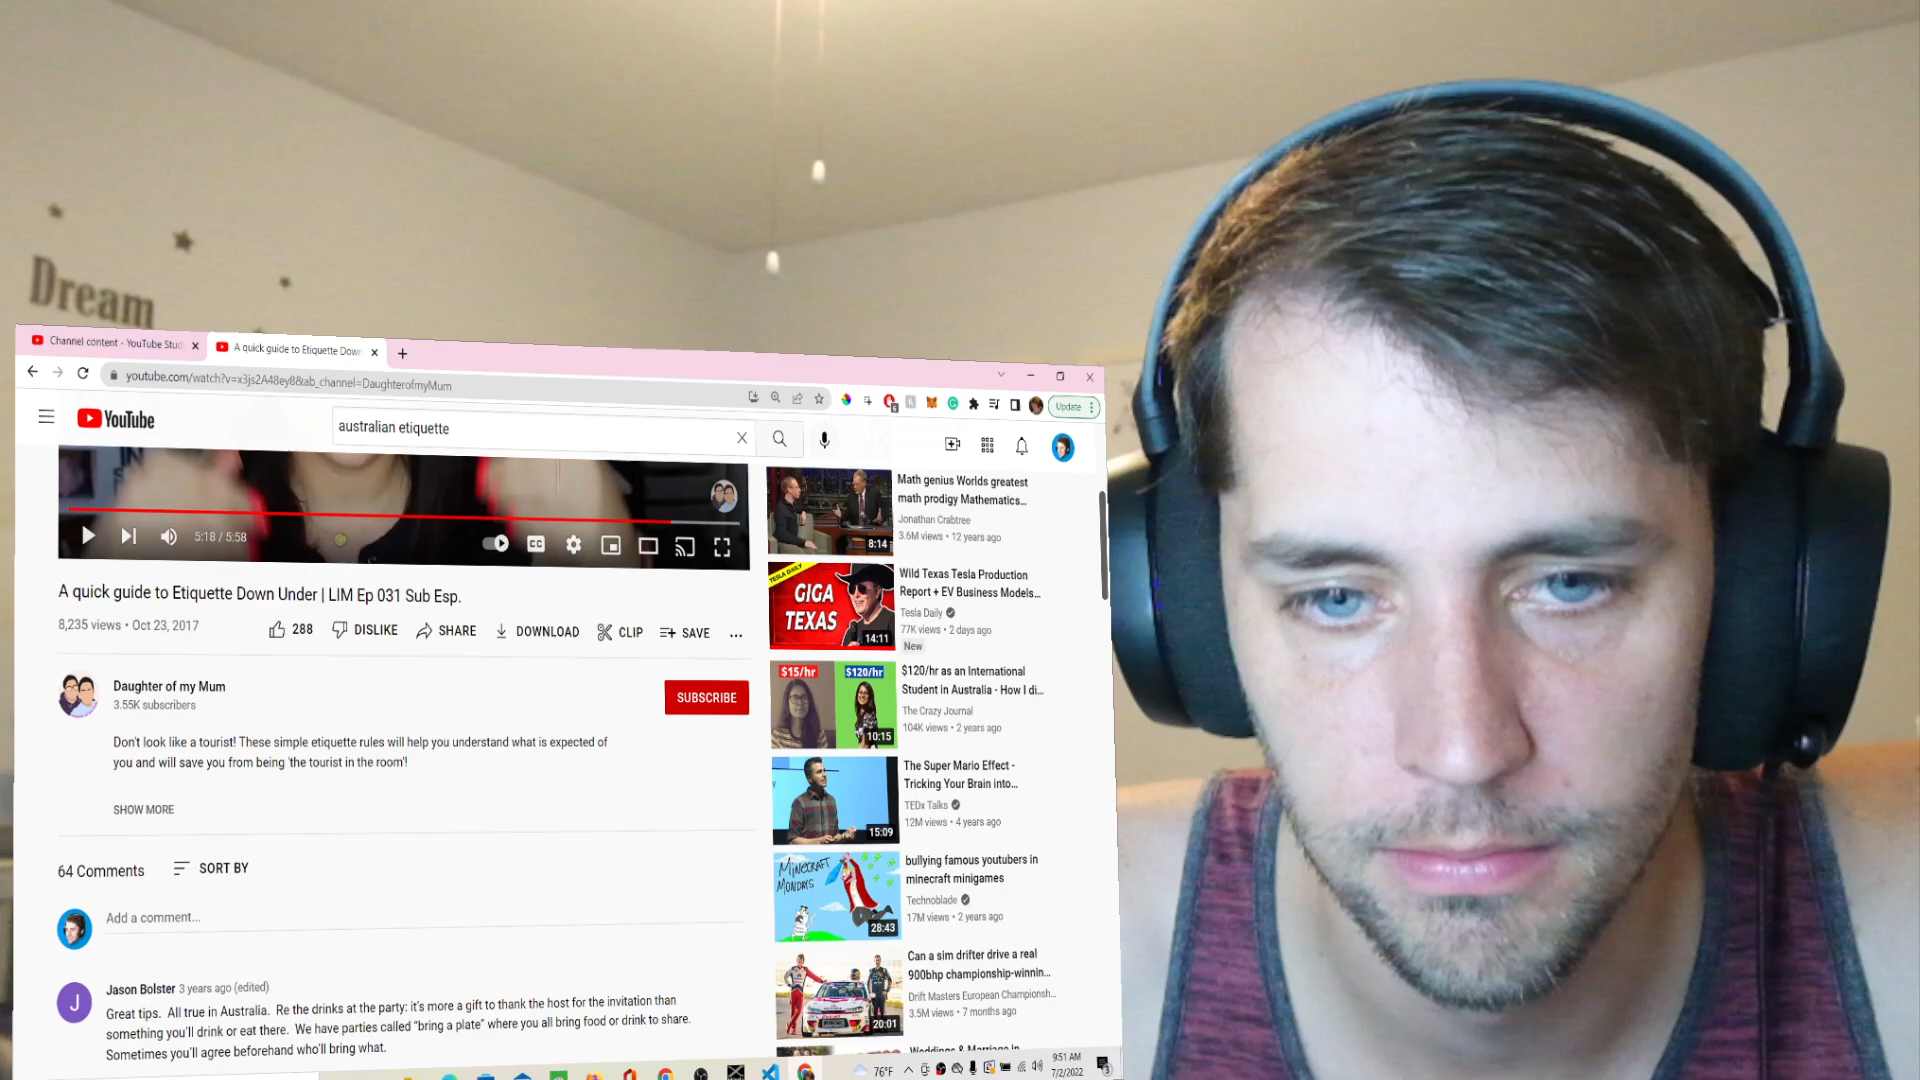 Dream
Channel content - YouTube Stud
A quick guide to Etiquette Down
youtube.com/watch?v=x3js2A48ey8&ab_channel=DaughterofmyMum
Update
YouTube
australian etiquette
5:18 / 5:58
CC
A quick guide to Etiquette Down Under | LIM Ep 031 Sub Esp.
8,235 views • Oct 23, 2017
288
DISLIKE
SHARE
DOWNLOAD
CLIP
SAVE
Daughter of my Mum
3.55K subscribers
SUBSCRIBE
Don't look like a tourist! These simple etiquette rules will help you understand what is expected of
you and will save you from being 'the tourist in the room'!
SHOW MORE
64 Comments
SORT BY
Add a comment...
J
Jason Bolster 3 years ago (edited)
Great tips. All true in Australia. Re the drinks at the party: it's more a gift to thank the host for the invitation than
something you'll drink or eat there. We have parties called “bring a plate” where you all bring food or drink to share.
Sometimes you'll agree beforehand who'll bring what.
8:14
Math genius Worlds greatest
math prodigy Mathematics...
Jonathan Crabtree
3.6M views • 12 years ago
TESLA DAILY
GIGA
TEXAS
14:11
Wild Texas Tesla Production
Report + EV Business Models...
Tesla Daily
77K views • 2 days ago
New
$15/hr
$120/hr
10:15
$120/hr as an International
Student in Australia - How I di...
The Crazy Journal
104K views • 2 years ago
15:09
The Super Mario Effect -
Tricking Your Brain into...
TEDx Talks
12M views • 4 years ago
MINECRAFT
MONDAYS
28:43
bullying famous youtubers in
minecraft minigames
Technoblade
17M views • 2 years ago
20:01
Can a sim drifter drive a real
900bhp championship-winnin...
Drift Masters European Championsh...
3.5M views • 7 months ago
76°F
9:51 AM
7/2/2022